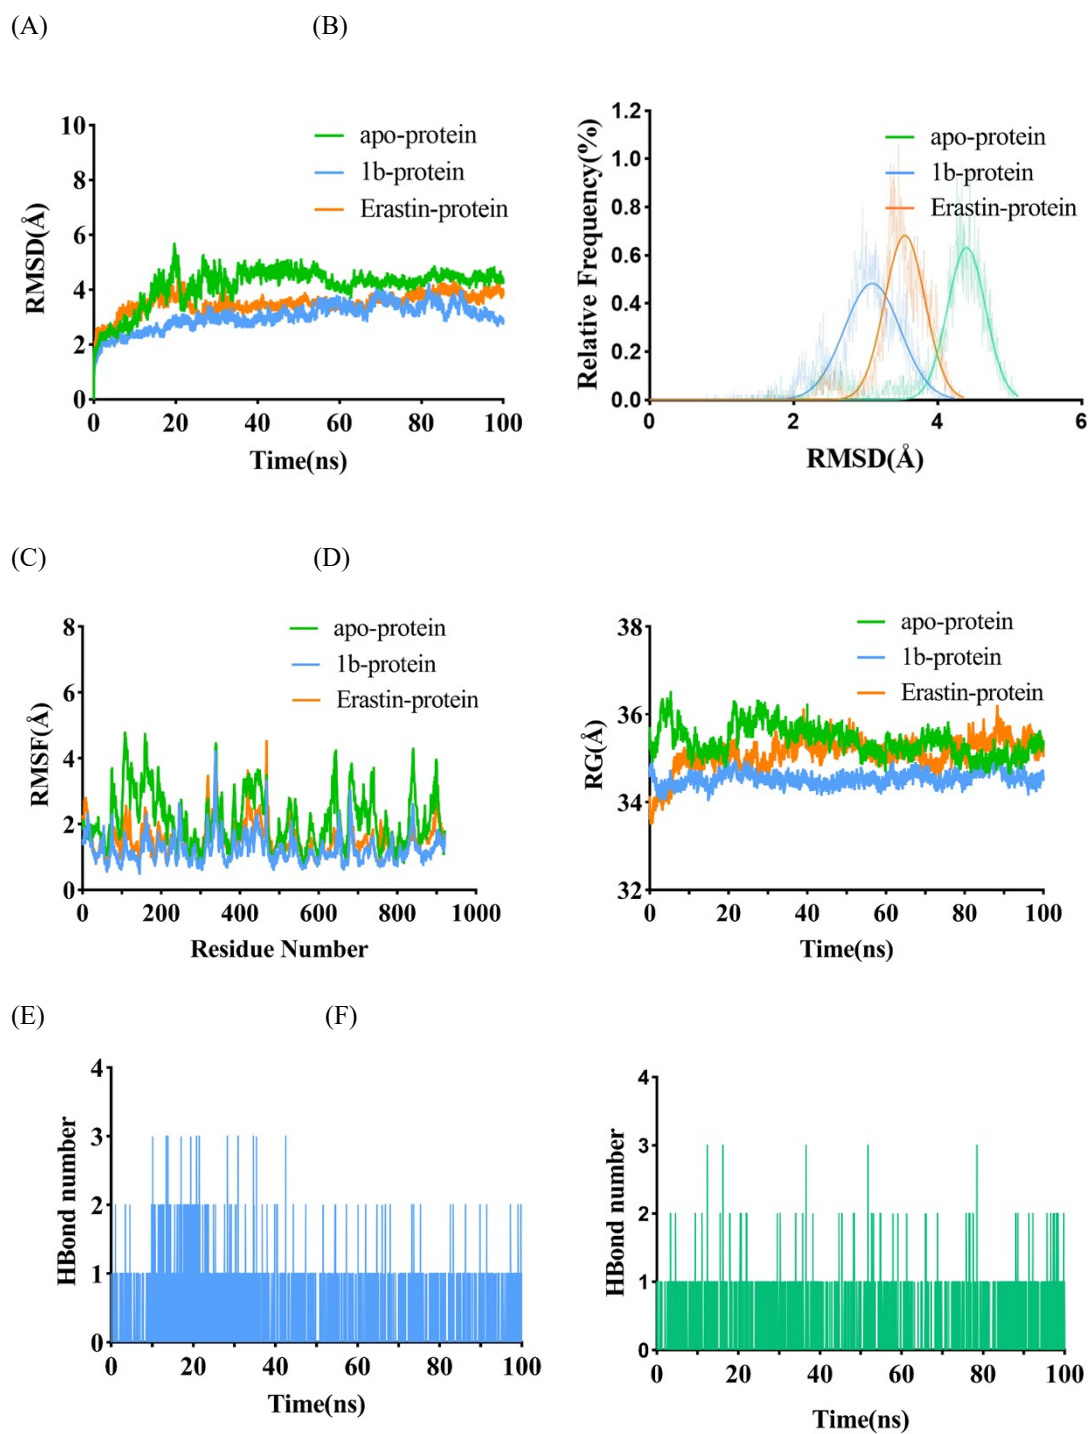 (A) (B)
10
8
6
4
2
0
0 20 40 60 80 100
RMSD(Å)
Time(ns)
apo-protein
1b-protein
Erastin-protein
1.2
1.0
0.8
0.6
0.4
0.2
0.0
0 2 4 6
Relative Frequency(%)
RMSD(Å)
apo-protein
1b-protein
Erastin-protein
(C) (D)
8
6
4
2
0
0 200 400 600 800 1000
RMSF(Å)
Residue Number
apo-protein
1b-protein
Erastin-protein
38
36
34
32
0 20 40 60 80 100
RG(Å)
Time(ns)
apo-protein
1b-protein
Erastin-protein
(E) (F)
4
3
2
1
0
0 20 40 60 80 100
HBond number
Time(ns)
4
3
2
1
0
0 20 40 60 80 100
HBond number
Time(ns)